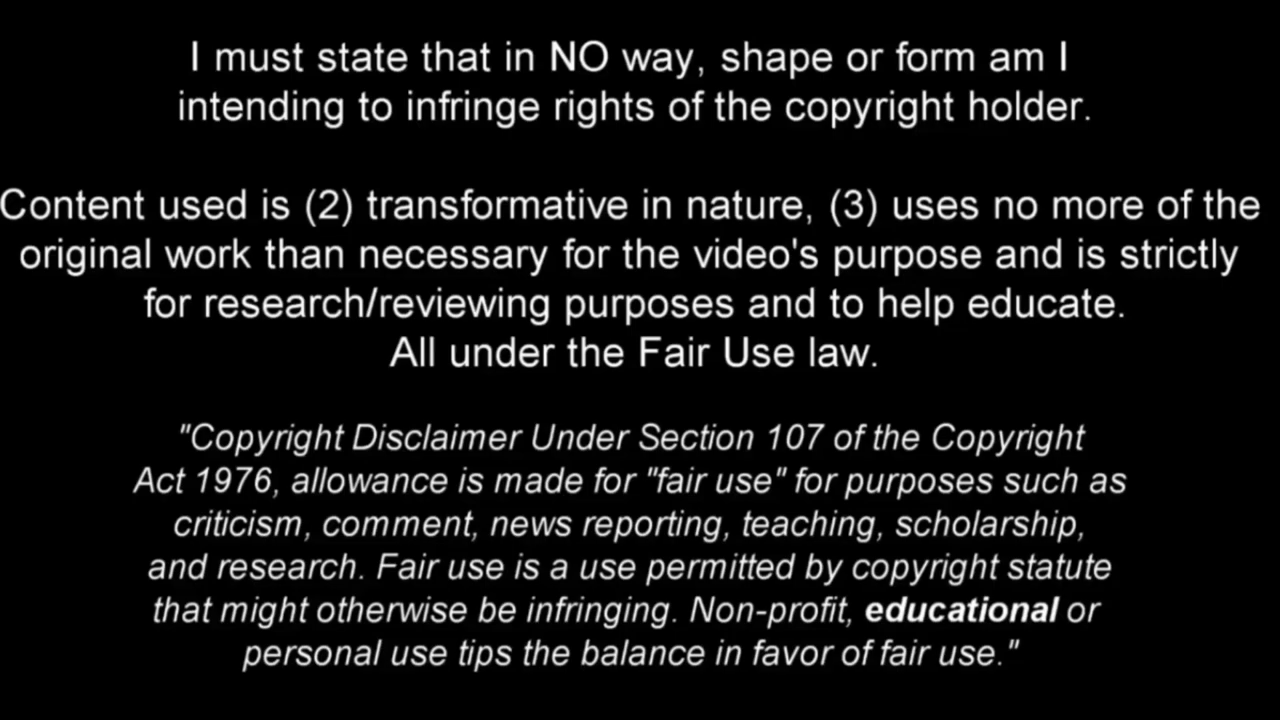 I must state that in NO way, shape or form am I
intending to infringe rights of the copyright holder.
Content used is (2) transformative in nature, (3) uses no more of the
original work than necessary for the video's purpose and is strictly
for research/reviewing purposes and to help educate.
All under the Fair Use law.
"Copyright Disclaimer Under Section 107 of the Copyright
Act 1976, allowance is made for "fair use" for purposes such as
criticism, comment, news reporting, teaching, scholarship,
and research. Fair use is a use permitted by copyright statute
that might otherwise be infringing. Non-profit, educational or
personal use tips the balance in favor of fair use."